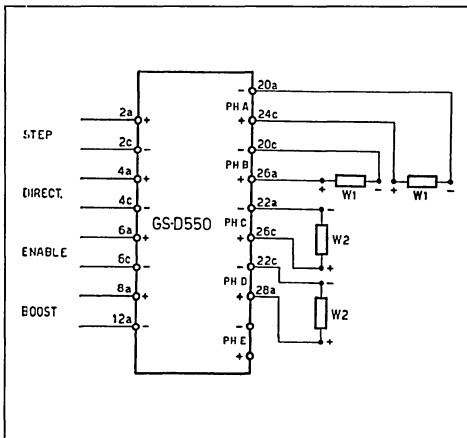 20a
−
PH A
2a
+
24c
+
STEP
2c
−
20c
−
4a
+
PH B
26a
+
+ W1 −
+ W1 −
DIRECT.
4c
−
22a
−
−
GS-D550
PH C
6a
+
26c
+
W2
ENABLE
6c
−
22c
−
+
−
8a
+
PH D
28a
+
W2
BOOST
12a
−
−
+
PH E
+